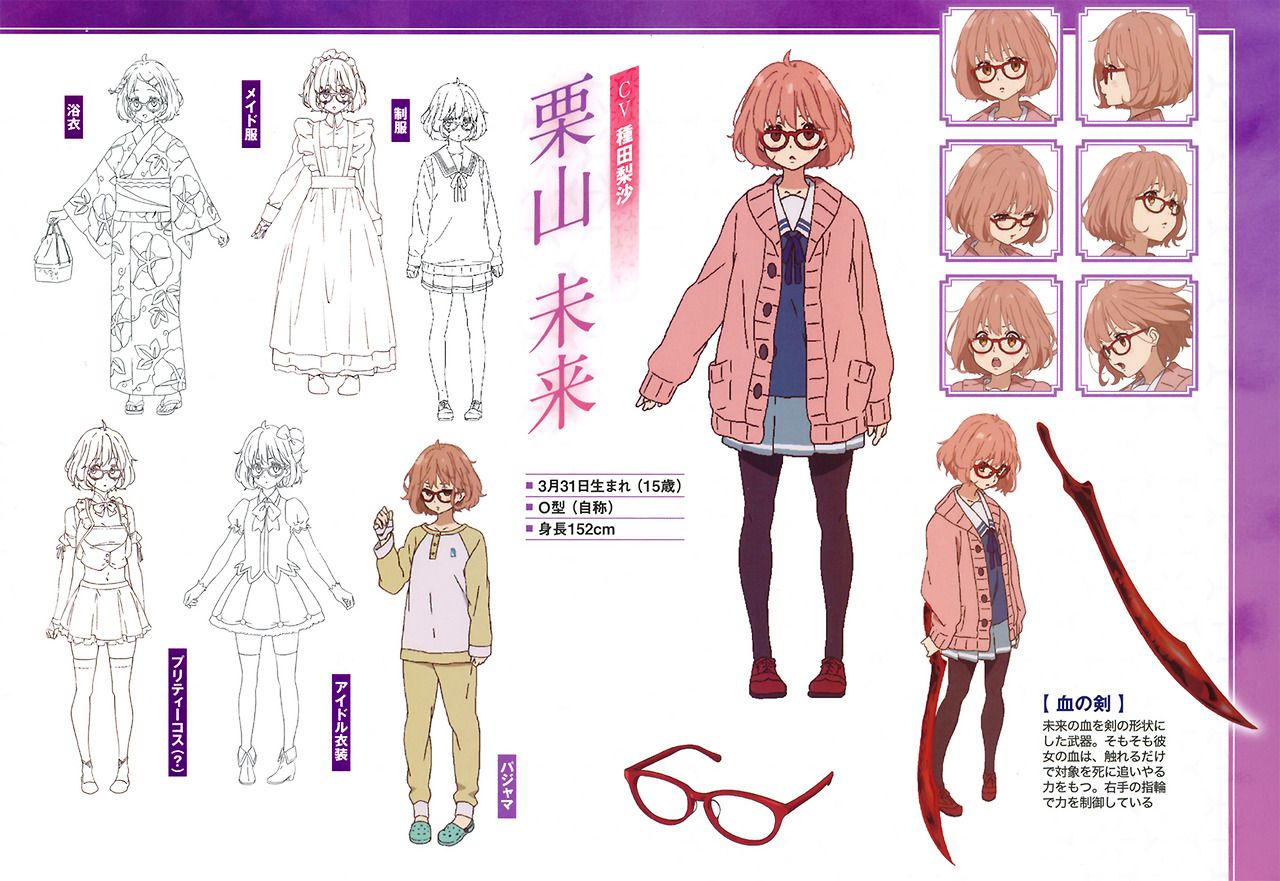 浴衣
メイド服
制服
CV 種田梨沙
栗山 未来
3月31日生まれ（15歳）
O型（自称）
身長152cm
プリティーコス（？）
アイドル衣装
パジャマ
【 血の剣 】
未来の血を剣の形状に
した武器。そもそも彼
女の血は、触れるだけ
で対象を死に追いやる
力をもつ。右手の指輪
で力を制御している